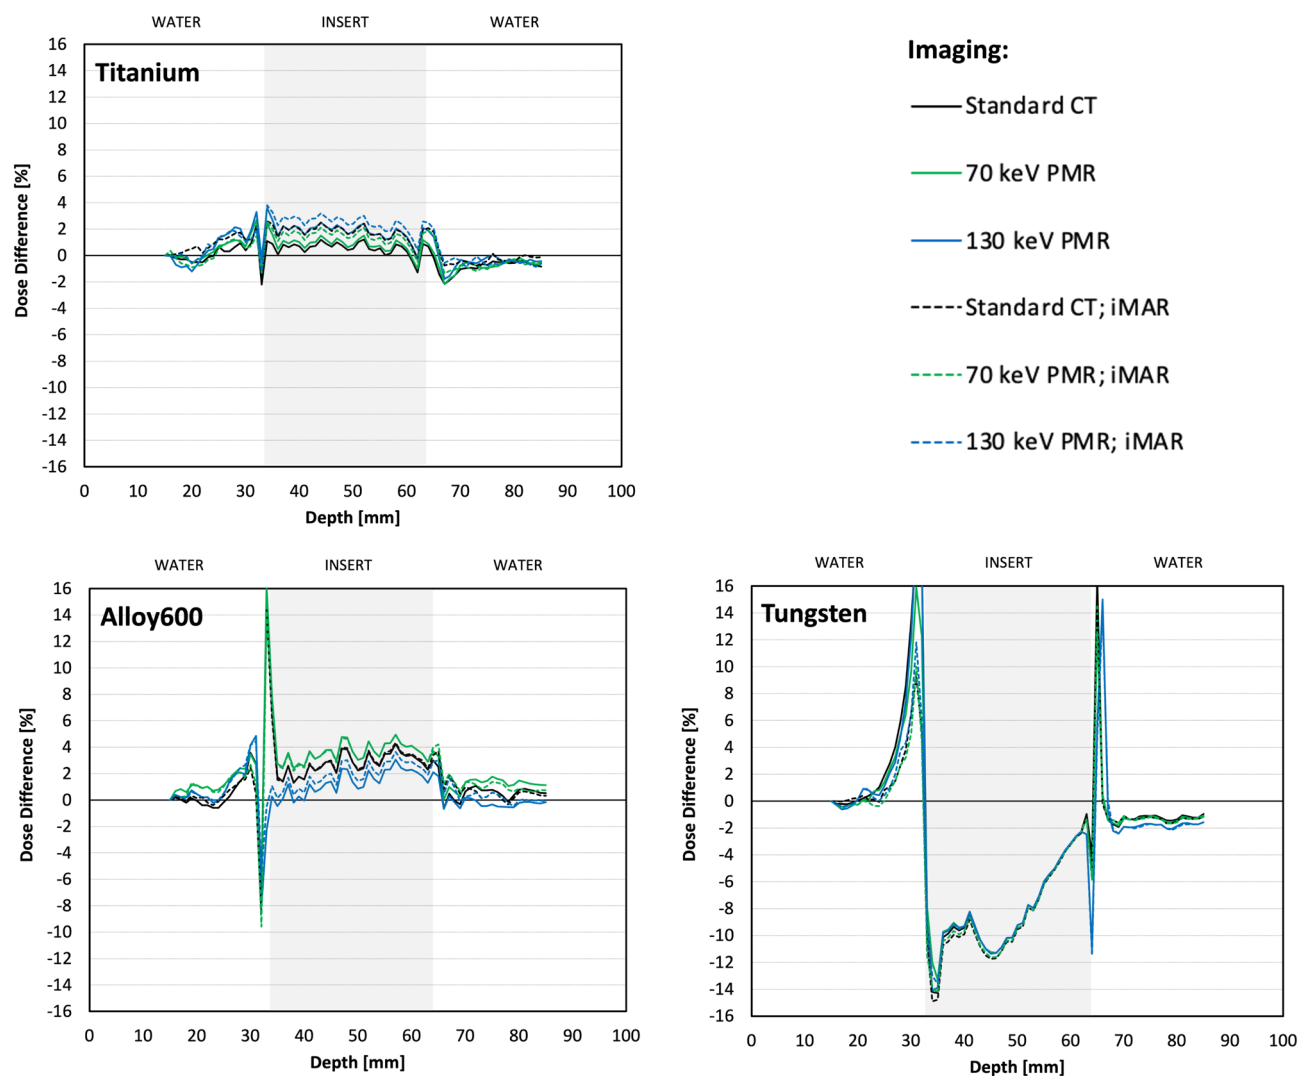 WATER INSERT WATER
Titanium
16
14
12
10
8
6
4
2
0
-2
-4
-6
-8
-10
-12
-14
-16
Dose Difference [%]
0 10 20 30 40 50 60 70 80 90 100
Depth [mm]
Imaging:
Standard CT
70 keV PMR
130 keV PMR
Standard CT; iMAR
70 keV PMR; iMAR
130 keV PMR; iMAR
WATER INSERT WATER
Alloy600
16
14
12
10
8
6
4
2
0
-2
-4
-6
-8
-10
-12
-14
-16
Dose Difference [%]
0 10 20 30 40 50 60 70 80 90 100
Depth [mm]
WATER INSERT WATER
Tungsten
16
14
12
10
8
6
4
2
0
-2
-4
-6
-8
-10
-12
-14
-16
Dose Difference [%]
0 10 20 30 40 50 60 70 80 90 100
Depth [mm]